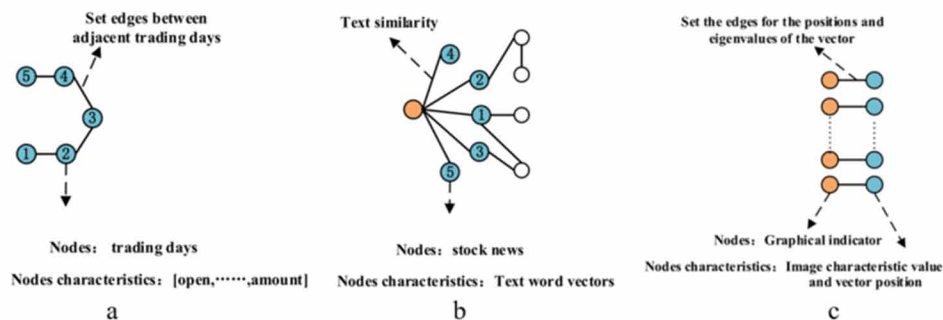 Set edges between
adjacent trading days
5
4
3
1
2
Nodes： trading days
Nodes characteristics：[open,⋯⋯,amount]
a
Text similarity
4
2
1
3
5
Nodes： stock news
Nodes characteristics：Text word vectors
b
Set the edges for the positions and
eigenvalues of the vector
Nodes：Graphical indicator
Nodes characteristics： Image characteristic value
and vector position
c